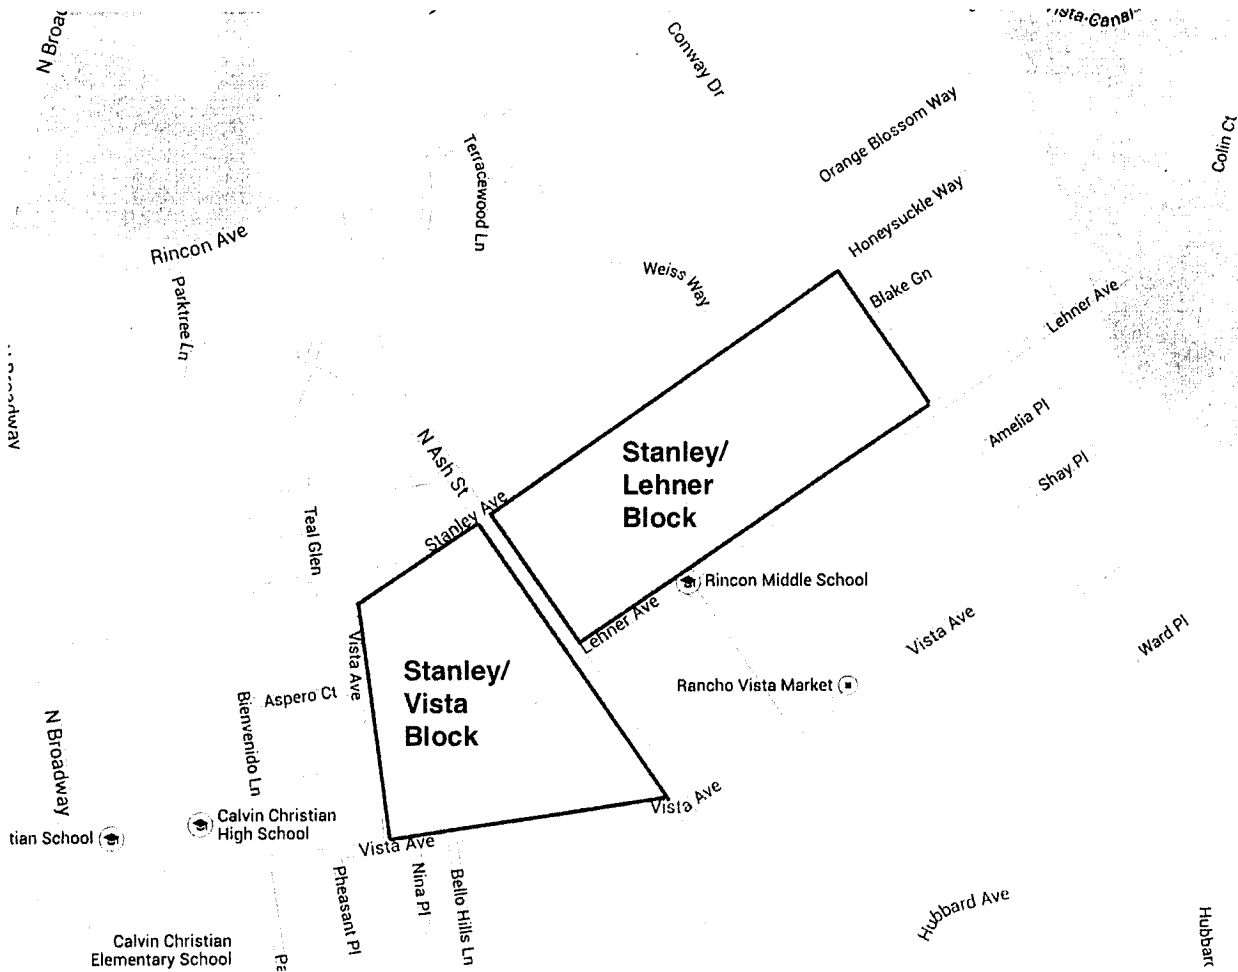 N Broa
Conway Dr
Vista Canal
Orange Blossom Way
Colin Ct
Terracewood Ln
Honeysuckle Way
Rincon Ave
Weiss Way
Blake Gn
Parktree Ln
Lehner Ave
Broadway
Amelia Pl
N Ash St
Stanley/
Lehner
Block
Shay Pl
Stanley Ave
Teal Glen
Rincon Middle School
Lehner Ave
Vista Ave
Ward Pl
Vista Ave
Stanley/
Vista
Block
Aspero Ct
Rancho Vista Market
Bienvenido Ln
N Broadway
Vista Ave
Calvin Christian
High School
tian School
Vista Ave
Pheasant Pl
Nina Pl
Bello Hills Ln
Hubbard Ave
Hubbard
Calvin Christian
Elementary School
Pa